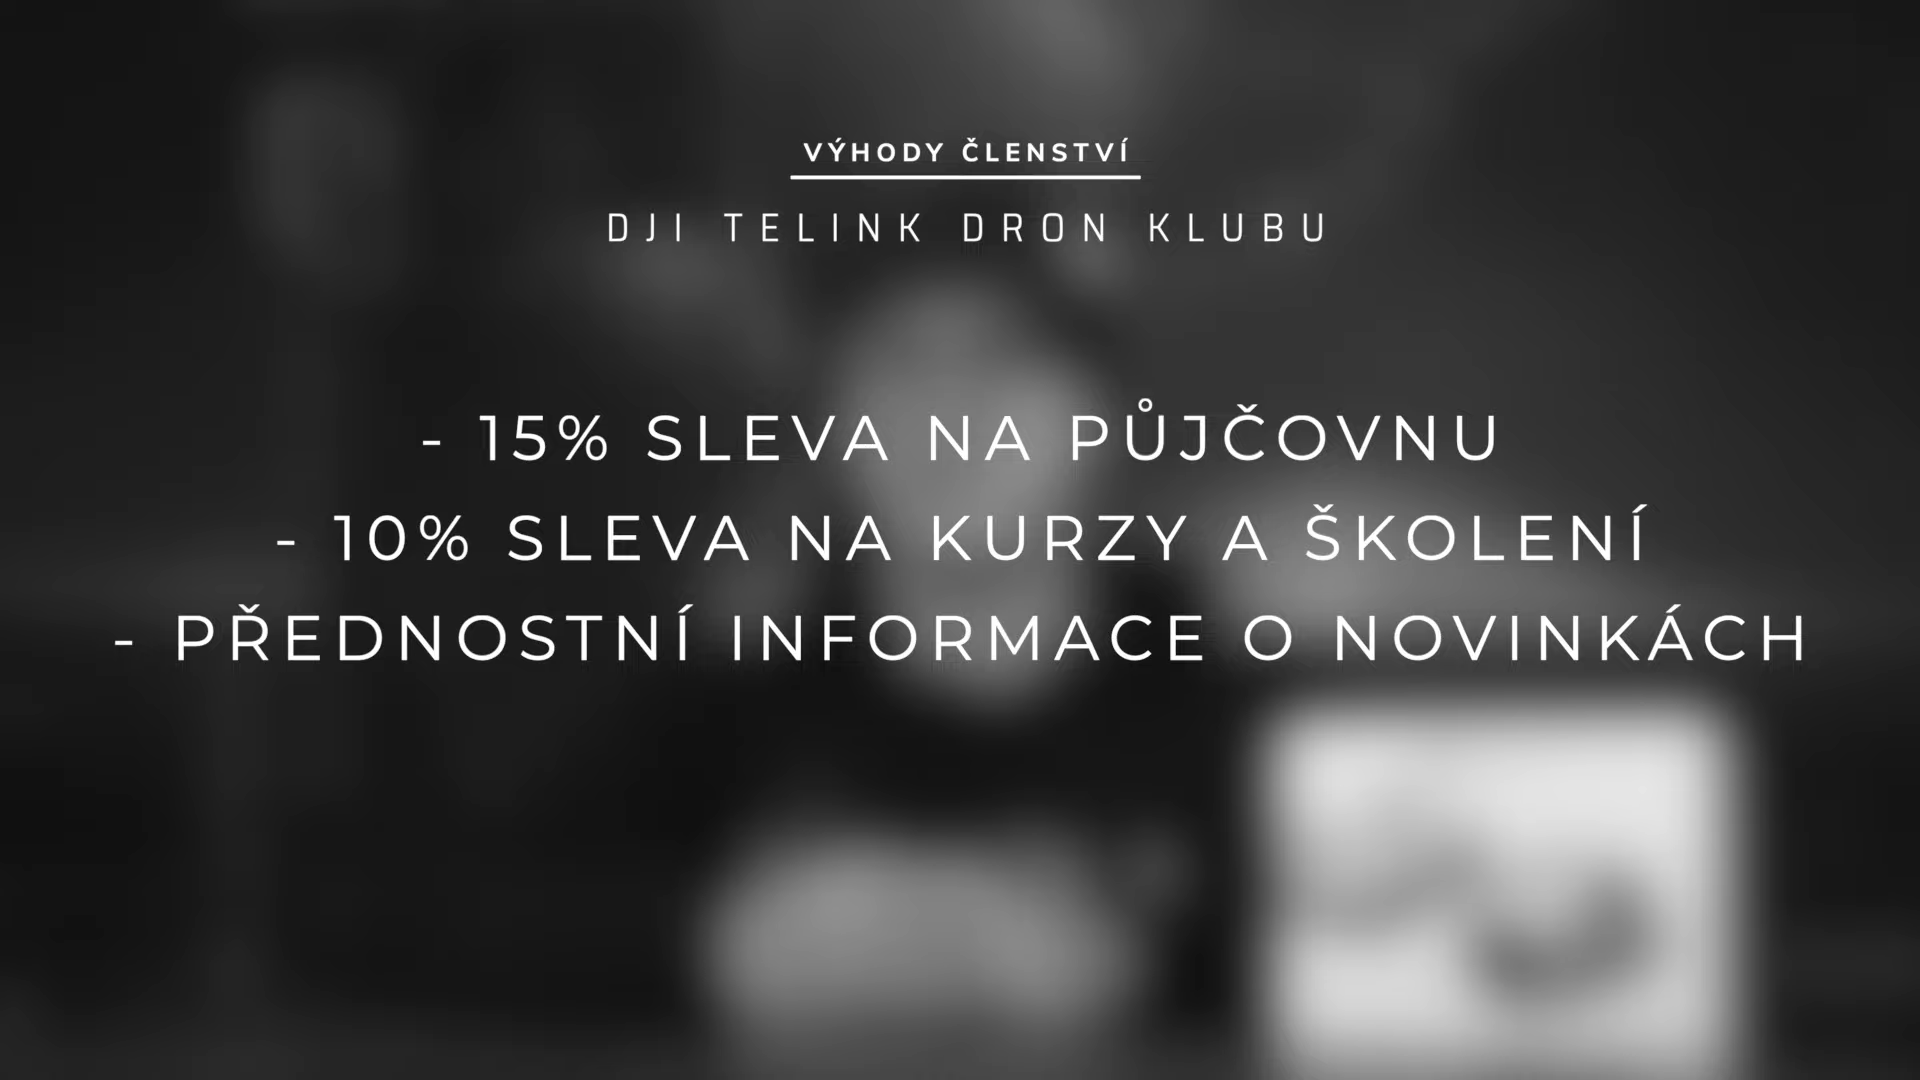 VÝHODY ČLENSTVÍ
DJI TELINK DRON KLUBU
- 15% SLEVA NA PŮJČOVNU
- 10% SLEVA NA KURZY A ŠKOLENÍ
- PŘEDNOSTNÍ INFORMACE O NOVINKÁCH